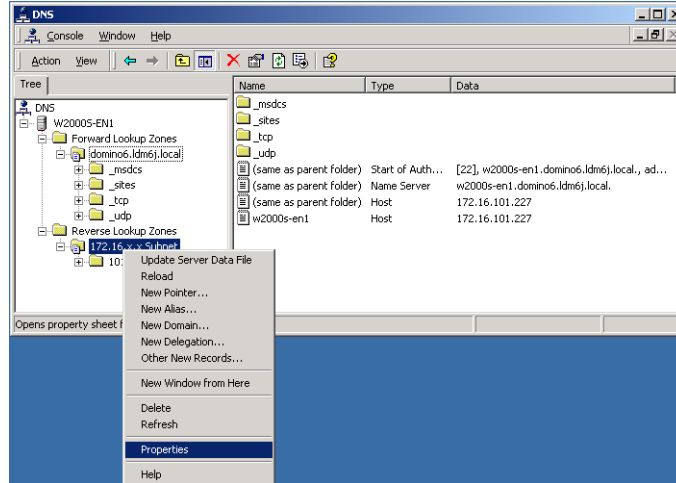 DNS
Console Window Help
Action View
Tree
Name Type Data
DNS
W2000S-EN1
Forward Lookup Zones
domino6.ldm6j.local
_msdcs
_sites
_tcp
_udp
Reverse Lookup Zones
172.16.x.x Subnet
10
_msdcs
_sites
_tcp
_udp
(same as parent folder) Start of Auth... [22], w2000s-en1.domino6.ldm6j.local., ad...
(same as parent folder) Name Server w2000s-en1.domino6.ldm6j.local.
(same as parent folder) Host 172.16.101.227
w2000s-en1 Host 172.16.101.227
Update Server Data File
Reload
New Pointer...
New Alias...
New Domain...
New Delegation...
Other New Records...
New Window from Here
Delete
Refresh
Properties
Help
Opens property sheet f